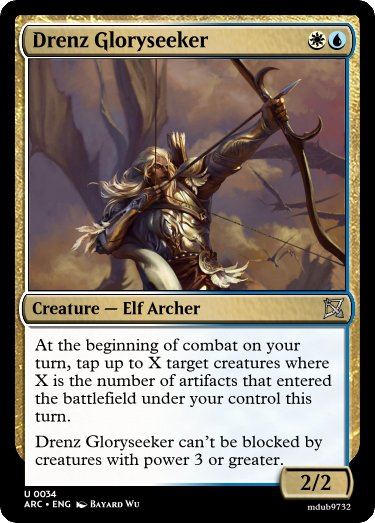 Drenz Gloryseeker
Creature — Elf Archer
At the beginning of combat on your
turn, tap up to X target creatures where
X is the number of artifacts that entered
the battlefield under your control this
turn.
Drenz Gloryseeker can't be blocked by
creatures with power 3 or greater.
2/2
U 0034
ARC • ENG Bayard Wu
mdub9732